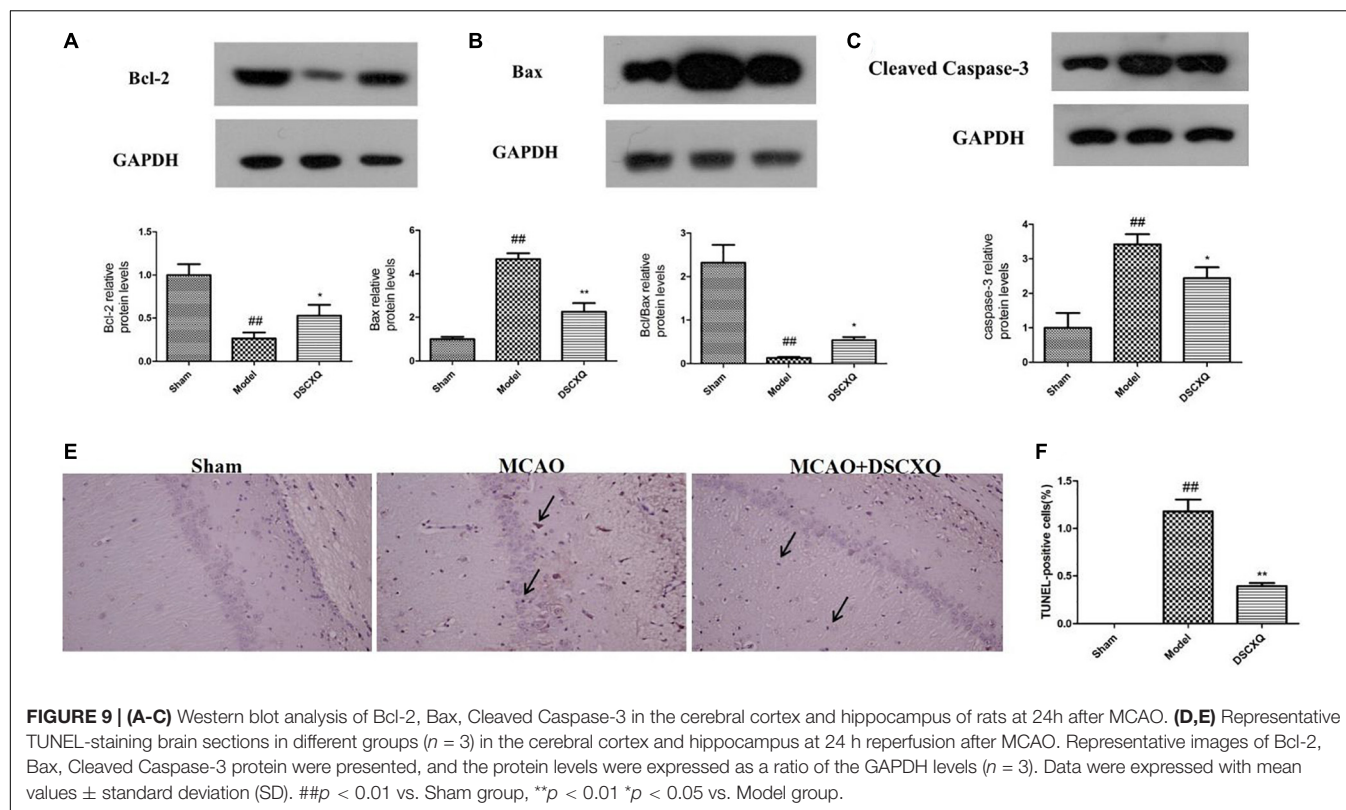 A
B
C
Bcl-2
Bax
Cleaved Caspase-3
GAPDH
GAPDH
GAPDH
Bcl-2 relative
protein levels
1.5
1.0
0.5
0.0
##
*
Sham
Model
DSCXQ
Bax relative
protein levels
6
4
2
0
##
**
Sham
Model
DSCXQ
Bcl/Bax relative
protein levels
3
2
1
0
##
*
Sham
Model
DSCXQ
caspase-3 relative
protein levels
4
3
2
1
0
##
*
Sham
Model
DSCXQ
E
Sham
MCAO
MCAO+DSCXQ
F
TUNEL-positive cells(%)
1.5
1.0
0.5
0.0
##
**
Sham
Model
DSCXQ
FIGURE 9 | (A-C) Western blot analysis of Bcl-2, Bax, Cleaved Caspase-3 in the cerebral cortex and hippocampus of rats at 24h after MCAO. (D,E) Representative
TUNEL-staining brain sections in different groups (n = 3) in the cerebral cortex and hippocampus at 24 h reperfusion after MCAO. Representative images of Bcl-2,
Bax, Cleaved Caspase-3 protein were presented, and the protein levels were expressed as a ratio of the GAPDH levels (n = 3). Data were expressed with mean
values ± standard deviation (SD). ##p < 0.01 vs. Sham group, **p < 0.01 *p < 0.05 vs. Model group.